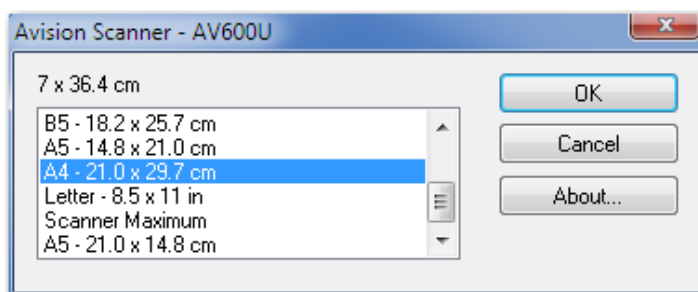 Avision Scanner - AV600U
7 x 36.4 cm
B5 - 18.2 x 25.7 cm
A5 - 14.8 x 21.0 cm
A4 - 21.0 x 29.7 cm
Letter - 8.5 x 11 in
Scanner Maximum
A5 - 21.0 x 14.8 cm
OK
Cancel
About...